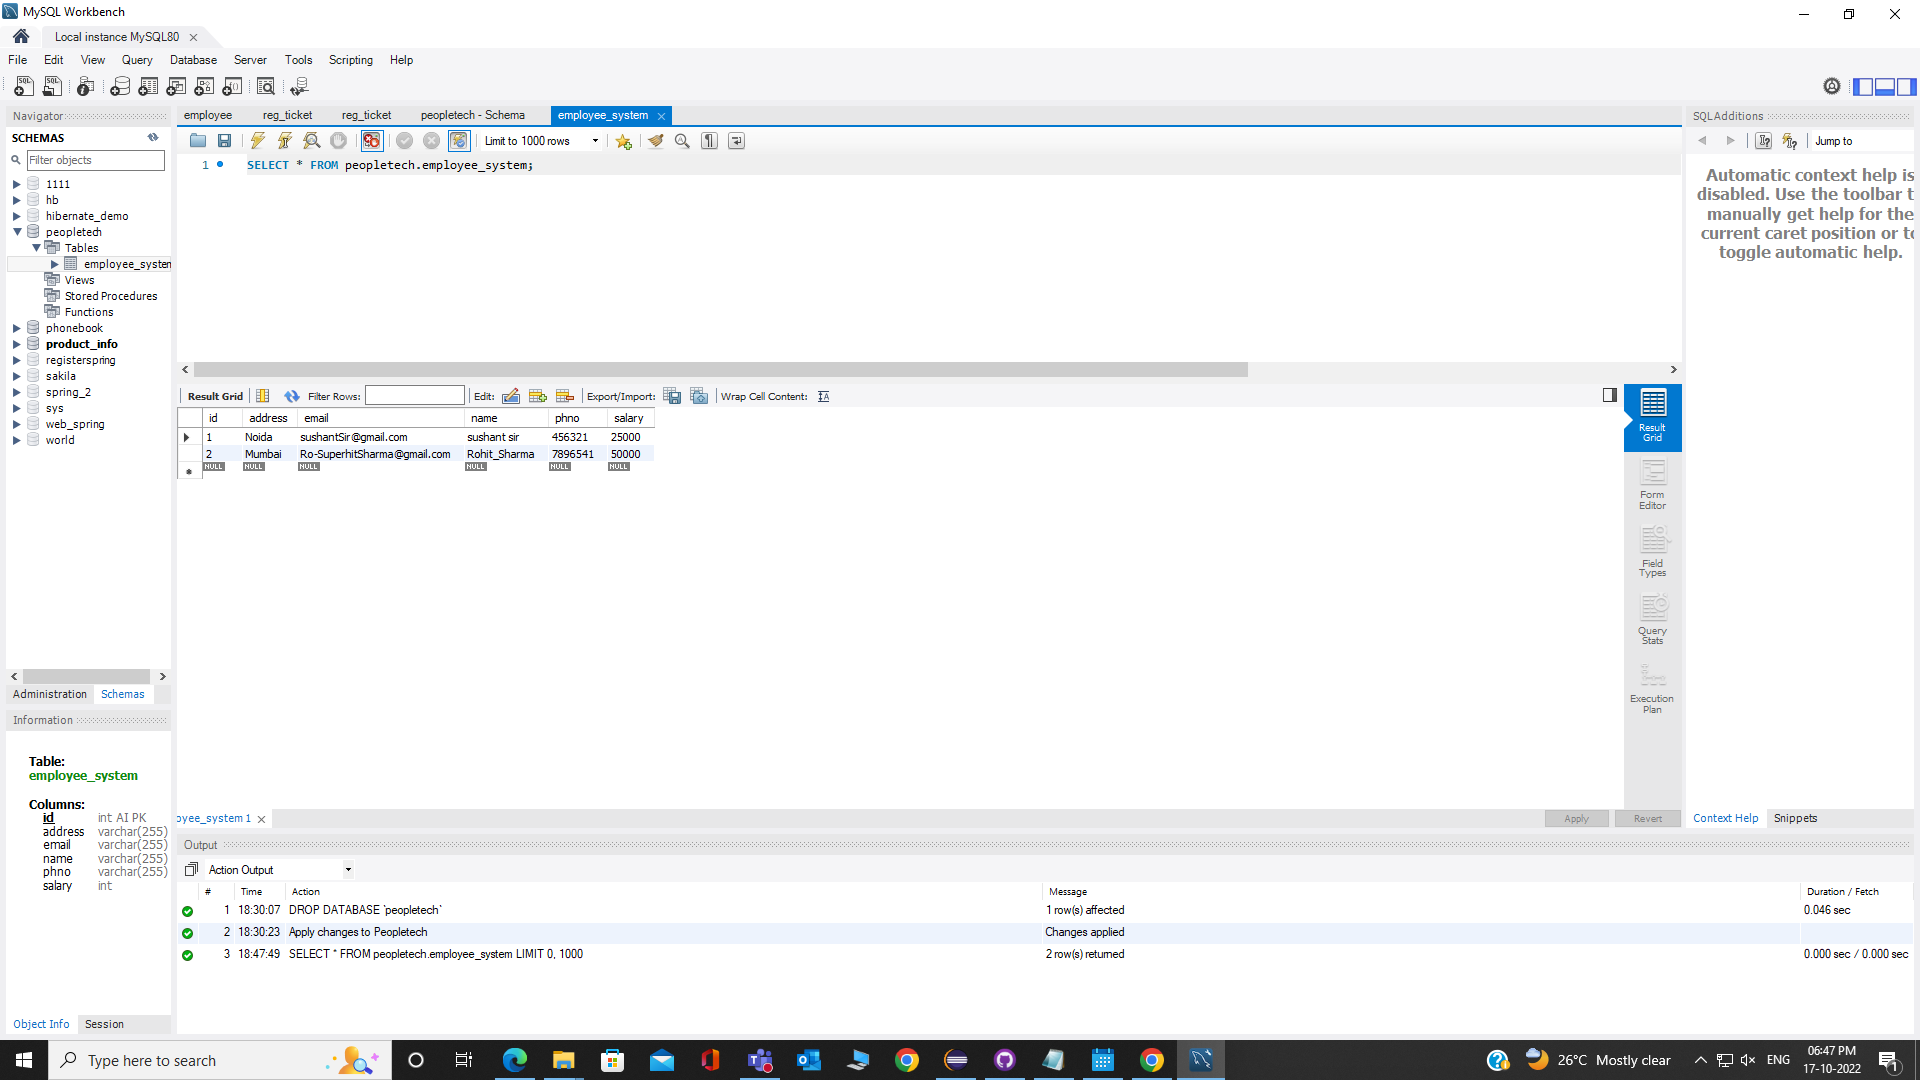 MySQL Workbench
Local instance MySQL80
File Edit View Query Database Server Tools Scripting Help
Navigator
SCHEMAS
Filter objects
1111
hb
hibernate_demo
peopletech
Tables
employee_system
Views
Stored Procedures
Functions
phonebook
product_info
registerspring
sakila
spring_2
sys
web_spring
world
Administration Schemas
Information
Table:
employee_system
Columns:
id int AI PK
address varchar(255)
email varchar(255)
name varchar(255)
phno varchar(255)
salary int
Object Info Session
employee reg_ticket reg_ticket peopletech - Schema employee_system
Limit to 1000 rows
1 SELECT * FROM peopletech.employee_system;
Result Grid Filter Rows: Edit: Export/Import: Wrap Cell Content:
id address email name phno salary
1 Noida sushantSir@gmail.com sushant sir 456321 25000
2 Mumbai Ro-SuperhitSharma@gmail.com Rohit_Sharma 7896541 50000
NULL NULL NULL NULL NULL NULL
Result
Grid
Form
Editor
Field
Types
Query
Stats
Execution
Plan
oyee_system 1
Apply Revert
SQLAdditions
Jump to
Automatic context help is
disabled. Use the toolbar t
manually get help for the
current caret position or to
toggle automatic help.
Context Help Snippets
Output
Action Output
# Time Action Message Duration / Fetch
1 18:30:07 DROP DATABASE `peopletech` 1 row(s) affected 0.046 sec
2 18:30:23 Apply changes to Peopletech Changes applied
3 18:47:49 SELECT * FROM peopletech.employee_system LIMIT 0, 1000 2 row(s) returned 0.000 sec / 0.000 sec
Type here to search
26°C Mostly clear
ENG
06:47 PM
17-10-2022
1